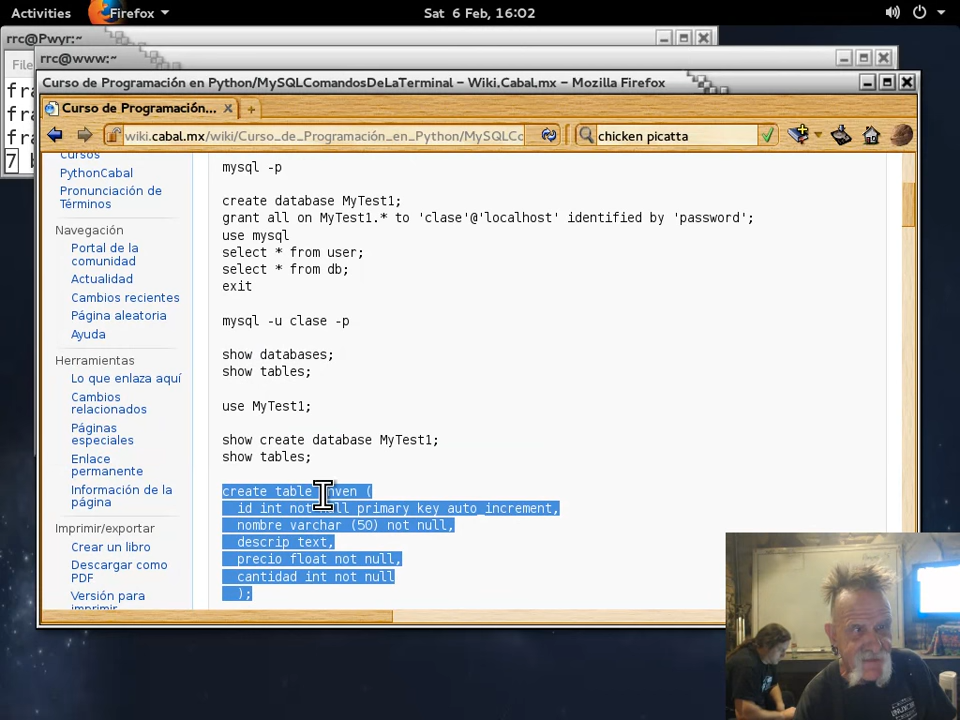 Activities Firefox Sat 6 Feb, 16:02
rrc@Pwyr:~
File
rrc@www:~
Curso de Programación en Python/MySQLComandosDeLaTerminal – Wiki.Cabal.mx – Mozilla Firefox
Curso de Programación...
wiki.cabal.mx/wiki/Curso_de_Programación_en_Python/MySQLCo
chicken picatta
fra
fra
fra
7
Cursos
PythonCabal
Pronunciación de
Términos
Navegación
Portal de la
comunidad
Actualidad
Cambios recientes
Página aleatoria
Ayuda
Herramientas
Lo que enlaza aquí
Cambios
relacionados
Páginas
especiales
Enlace
permanente
Información de la
página
Imprimir/exportar
Crear un libro
Descargar como
PDF
Versión para
imprimir
mysql -p
create database MyTest1;
grant all on MyTest1.* to 'clase'@'localhost' identified by 'password';
use mysql
select * from user;
select * from db;
exit
mysql -u clase -p
show databases;
show tables;
use MyTest1;
show create database MyTest1;
show tables;
create table inven (
id int not null primary key auto_increment,
nombre varchar (50) not null,
descrip text,
precio float not null,
cantidad int not null
);